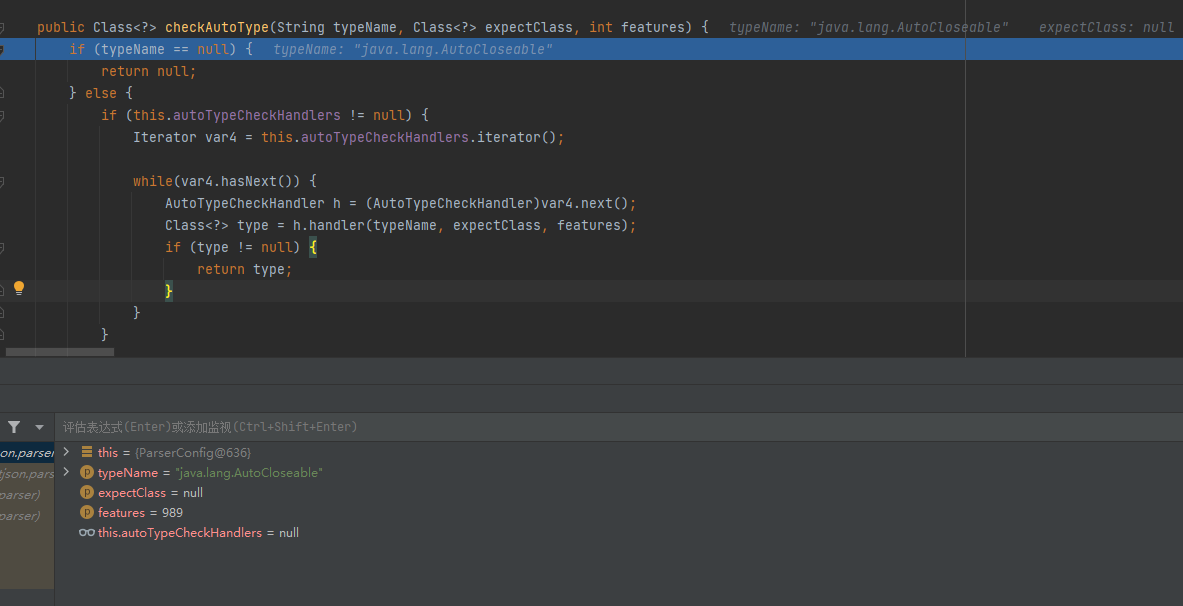 public Class<?> checkAutoType(String typeName, Class<?> expectClass, int features) { typeName: "java.lang.AutoCloseable" expectClass: null
if (typeName == null) { typeName: "java.lang.AutoCloseable"
return null;
} else {
if (this.autoTypeCheckHandlers != null) {
Iterator var4 = this.autoTypeCheckHandlers.iterator();
while(var4.hasNext()) {
AutoTypeCheckHandler h = (AutoTypeCheckHandler)var4.next();
Class<?> type = h.handler(typeName, expectClass, features);
if (type != null) {
return type;
}
}
}
评估表达式(Enter)或添加监视(Ctrl+Shift+Enter)
on.parser
this = {ParserConfig@636}
tjson.pars
p typeName = "java.lang.AutoCloseable"
parser)
p expectClass = null
parser)
p features = 989
this.autoTypeCheckHandlers = null